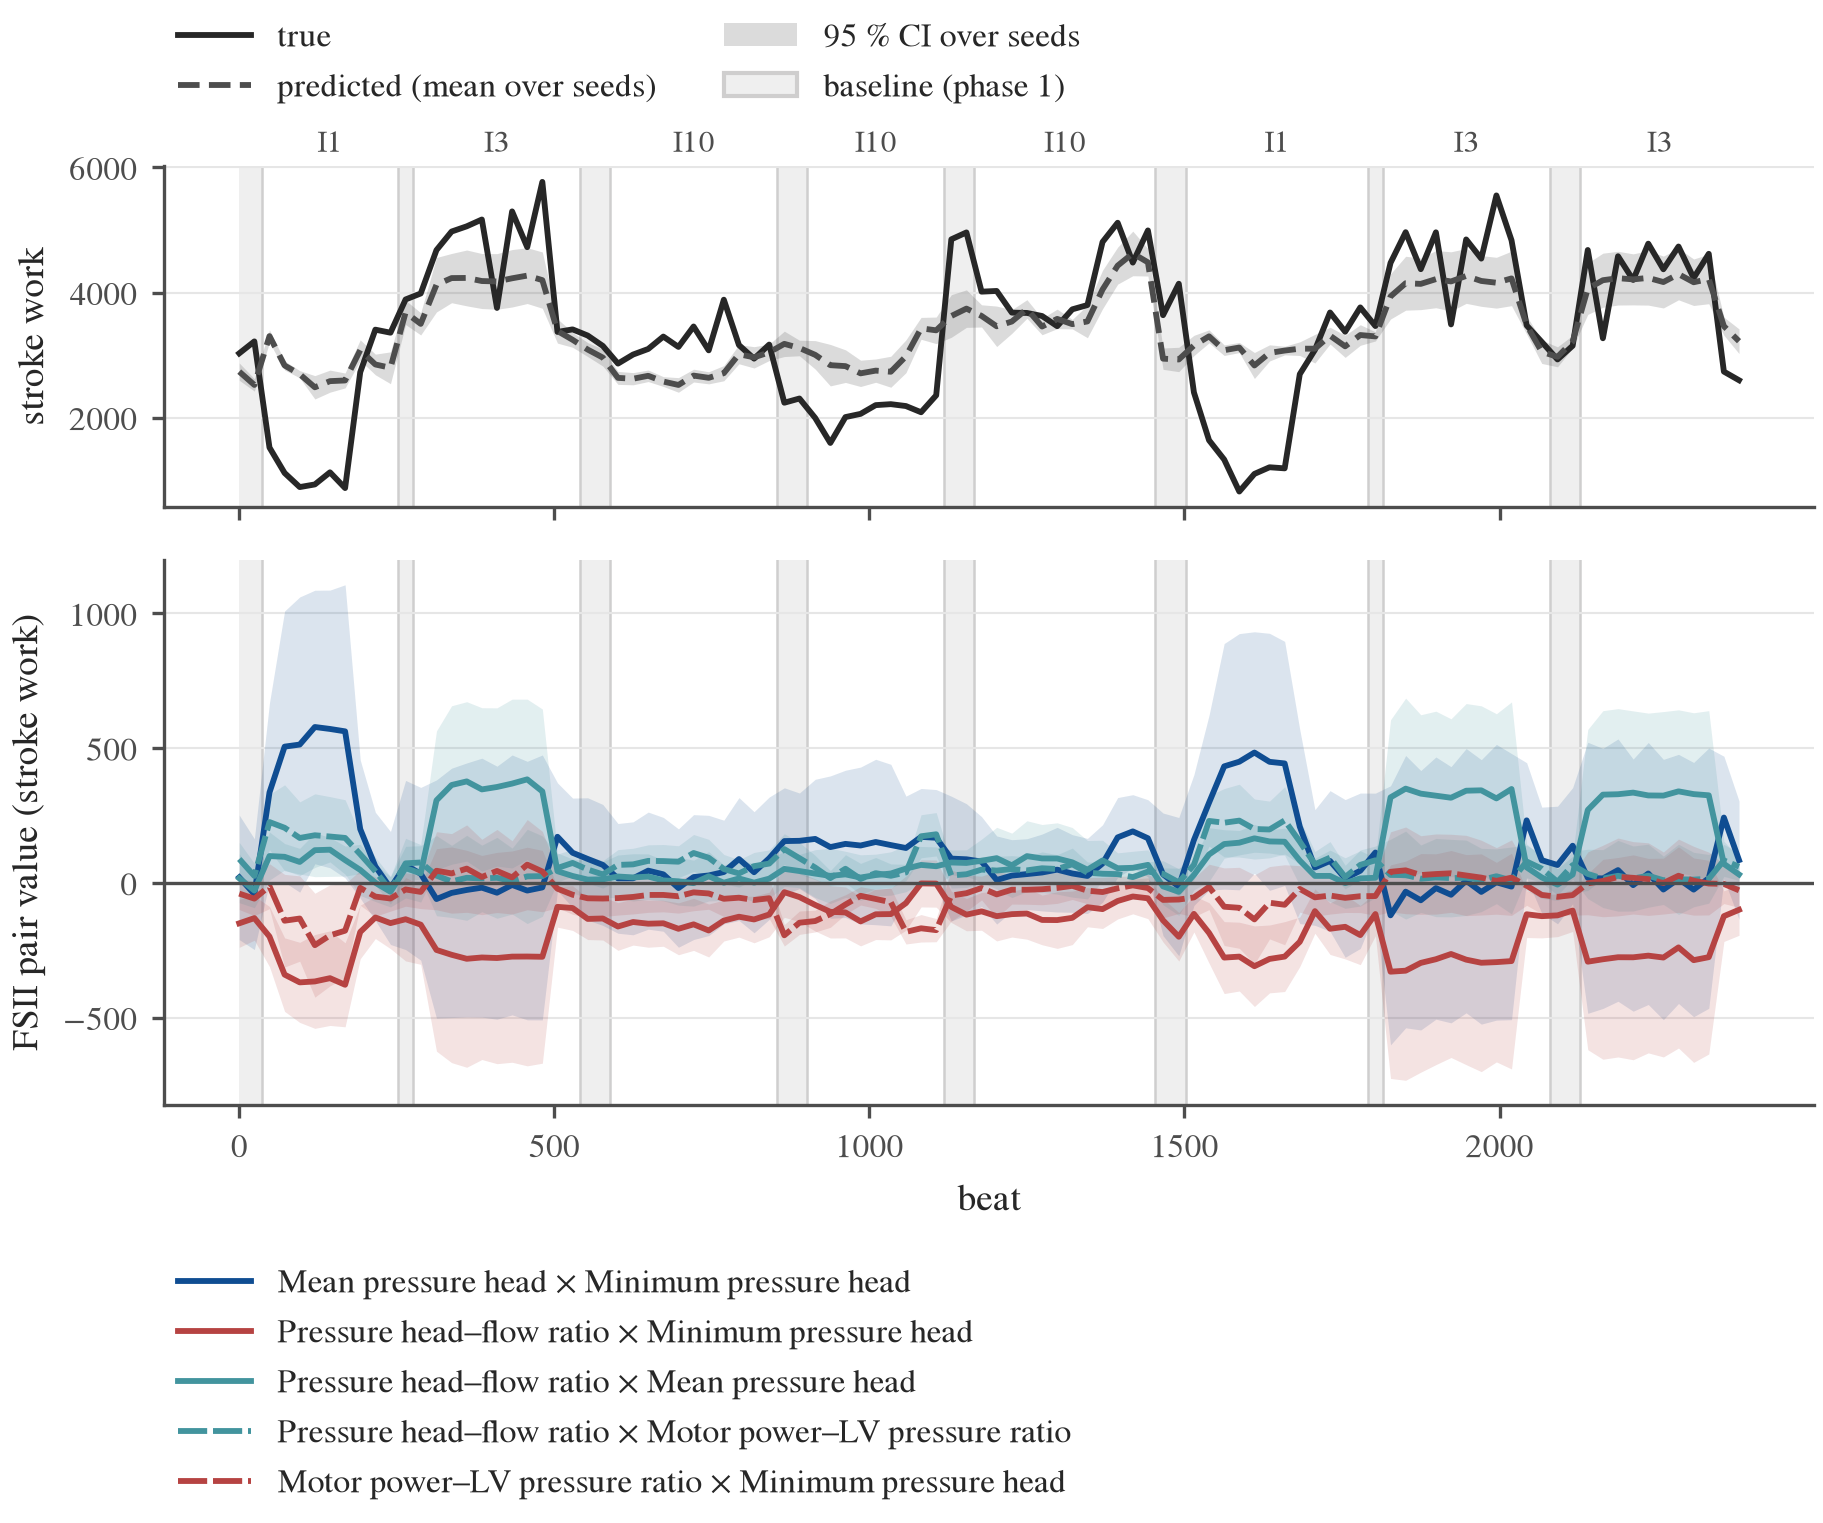 true
predicted (mean over seeds)
95 % CI over seeds
baseline (phase 1)
I1 I3 I10 I10 I10 I1 I3 I3
6000
4000
2000
stroke work
1000
500
0
−500
FSII pair value (stroke work)
0 500 1000 1500 2000
beat
Mean pressure head × Minimum pressure head
Pressure head–flow ratio × Minimum pressure head
Pressure head–flow ratio × Mean pressure head
Pressure head–flow ratio × Motor power–LV pressure ratio
Motor power–LV pressure ratio × Minimum pressure head